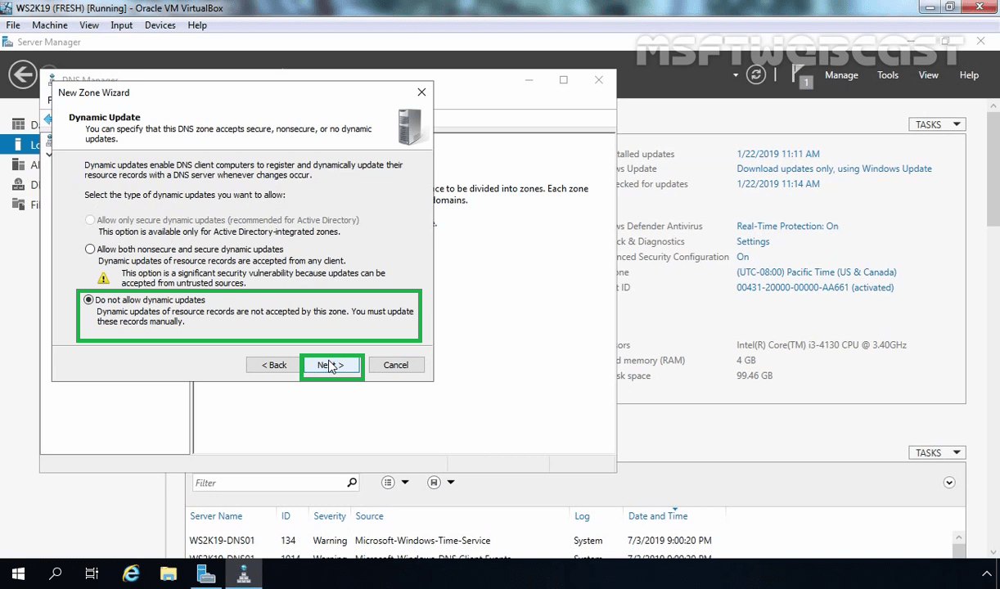 WS2K19 (FRESH) [Running] - Oracle VM VirtualBox
File Machine View Input Devices Help
Server Manager
MSFTWEBCAST
1 Manage Tools View Help
DNS Manager
New Zone Wizard
Dynamic Update
You can specify that this DNS zone accepts secure, nonsecure, or no dynamic
updates.
Dynamic updates enable DNS client computers to register and dynamically update their
resource records with a DNS server whenever changes occur.
Select the type of dynamic updates you want to allow:
Allow only secure dynamic updates (recommended for Active Directory)
This option is available only for Active Directory-integrated zones.
Allow both nonsecure and secure dynamic updates
Dynamic updates of resource records are accepted from any client.
This option is a significant security vulnerability because updates can be
accepted from untrusted sources.
Do not allow dynamic updates
Dynamic updates of resource records are not accepted by this zone. You must update
these records manually.
< Back
Cancel
ce to be divided into zones. Each zone
domains.
TASKS
talled updates 1/22/2019 11:11 AM
ws Update Download updates only, using Windows Update
ecked for updates 1/22/2019 11:14 AM
ws Defender Antivirus Real-Time Protection: On
ck & Diagnostics Settings
nced Security Configuration On
one (UTC-08:00) Pacific Time (US & Canada)
t ID 00431-20000-00000-AA661 (activated)
sors Intel(R) Core(TM) i3-4130 CPU @ 3.40GHz
d memory (RAM) 4 GB
sk space 99.46 GB
TASKS
Filter
Server Name ID Severity Source Log Date and Time
WS2K19-DNS01 134 Warning Microsoft-Windows-Time-Service System 7/3/2019 9:00:20 PM